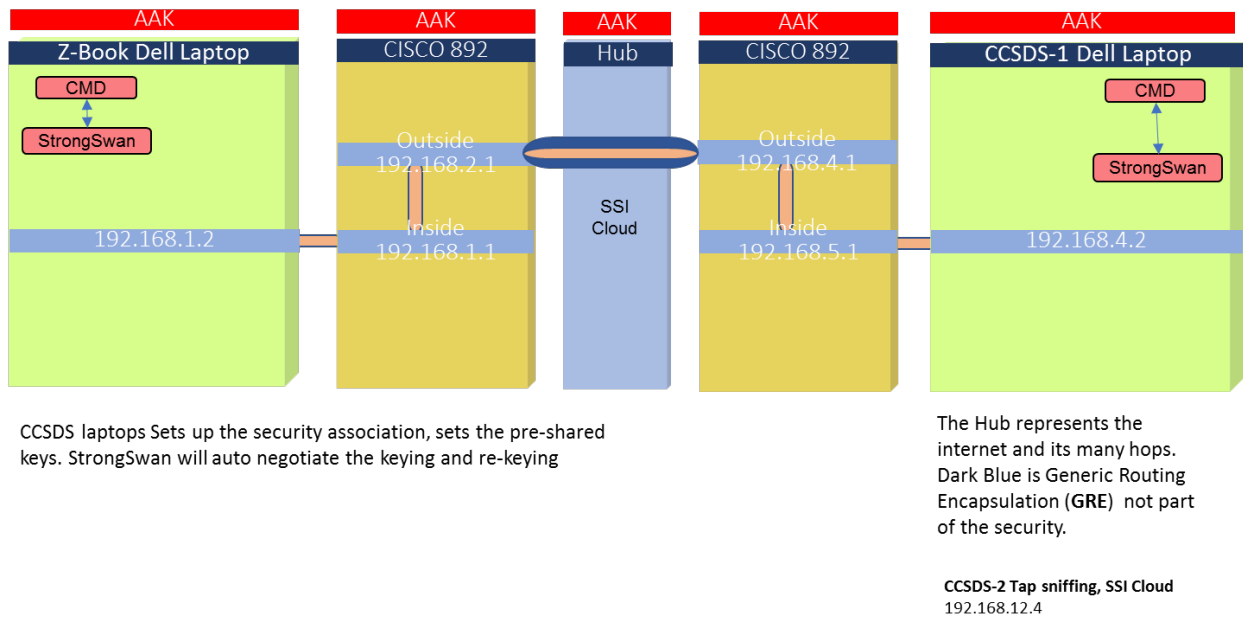 AAK
AAK
AAK
AAK
AAK
Z-Book Dell Laptop
CISCO 892
Hub
CISCO 892
CCSDS-1 Dell Laptop
CMD
StrongSwan
CMD
StrongSwan
Outside
192.168.2.1
Outside
192.168.4.1
SSI
Cloud
192.168.1.2
Inside
192.168.1.1
Inside
192.168.5.1
192.168.4.2
CCSDS laptops Sets up the security association, sets the pre-shared
keys. StrongSwan will auto negotiate the keying and re-keying
The Hub represents the
internet and its many hops.
Dark Blue is Generic Routing
Encapsulation (GRE) not part
of the security.
CCSDS-2 Tap sniffing, SSI Cloud
192.168.12.4